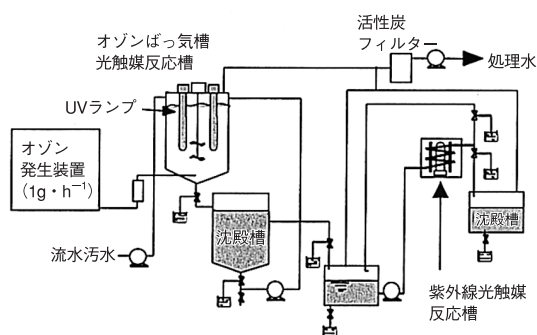 オゾンばっ気槽
光触媒反応槽
活性炭
フィルター
処理水
UVランプ
オゾン
発生装置
（1g・h⁻¹）
流水汚水
沈殿槽
沈殿槽
紫外線光触媒
反応槽